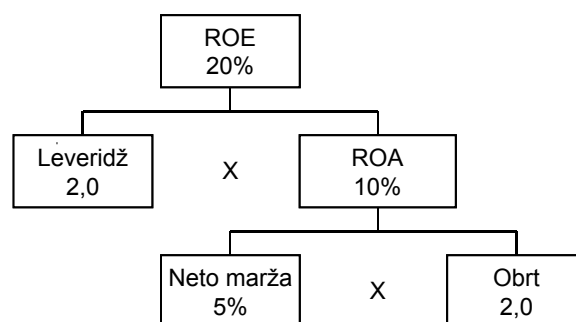 ROE
20%
Leveridž
2,0
X
ROA
10%
Neto marža
5%
X
Obrt
2,0